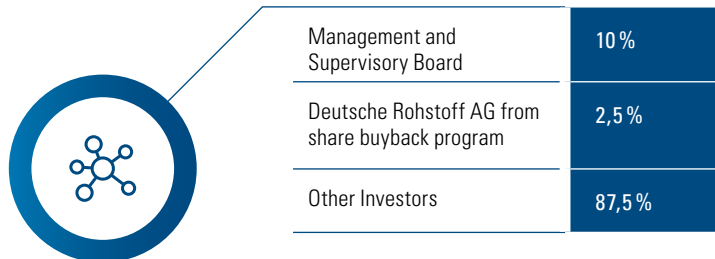 Management and
Supervisory Board
10 %
Deutsche Rohstoff AG from
share buyback program
2,5 %
Other Investors
87,5 %